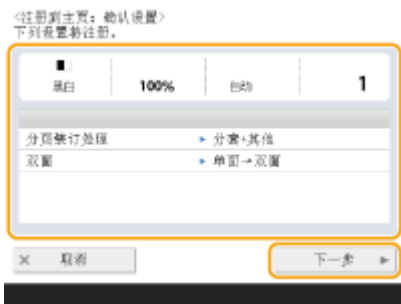 <注册到主页：确认设置>
下列设置将注册。
黑白 100% 自动 1
分页装订处理 ▶ 分套+其他
双面 ▶ 单面→双面
× 取消 下一步 ▶